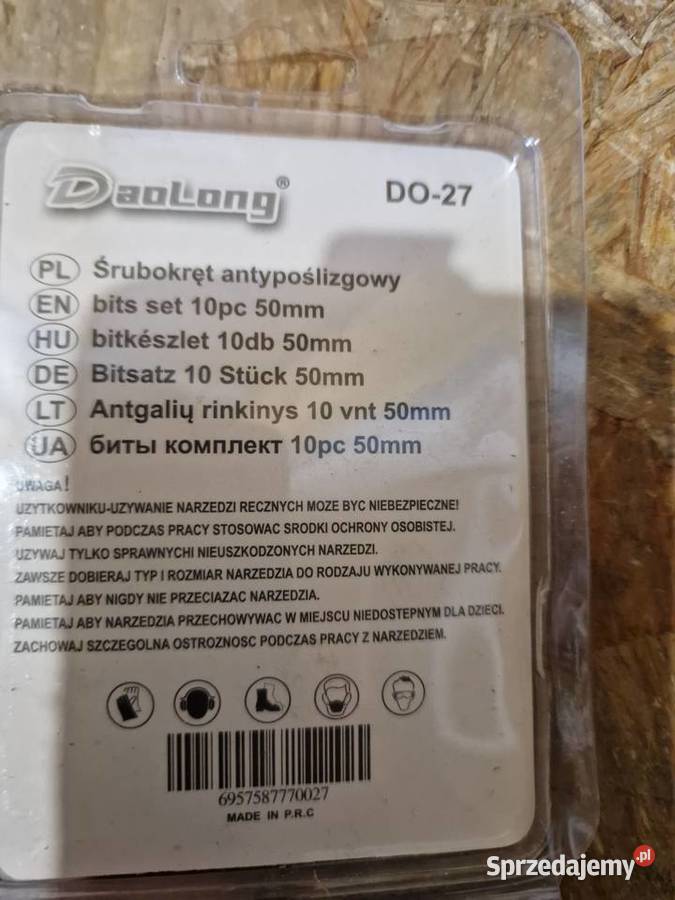 DaoLong®
DO-27
PL Śrubokręt antypoślizgowy
EN bits set 10pc 50mm
HU bitkészlet 10db 50mm
DE Bitsatz 10 Stück 50mm
LT Antgalių rinkinys 10 vnt 50mm
UA биты комплект 10pc 50mm
UWAGA!
UZYTKOWNIKU-UZYWANIE NARZEDZI RECZNYCH MOZE BYC NIEBEZPIECZNE!
PAMIETAJ ABY PODCZAS PRACY STOSOWAC SRODKI OCHRONY OSOBISTEJ.
UZYWAJ TYLKO SPRAWNYCHI NIEUSZKODZONYCH NARZEDZI.
ZAWSZE DOBIERAJ TYP I ROZMIAR NARZEDZIA DO RODZAJU WYKONYWANEJ PRACY.
PAMIETAJ ABY NIGDY NIE PRZECIAZAC NARZEDZIA.
PAMIETAJ ABY NARZEDZIA PRZECHOWYWAC W MIEJSCU NIEDOSTEPNYM DLA DZIECI.
ZACHOWAJ SZCZEGOLNA OSTROZNOSC PODCZAS PRACY Z NARZEDZIEM.
6957587770027
MADE IN P.R.C
Sprzedajemy.pl